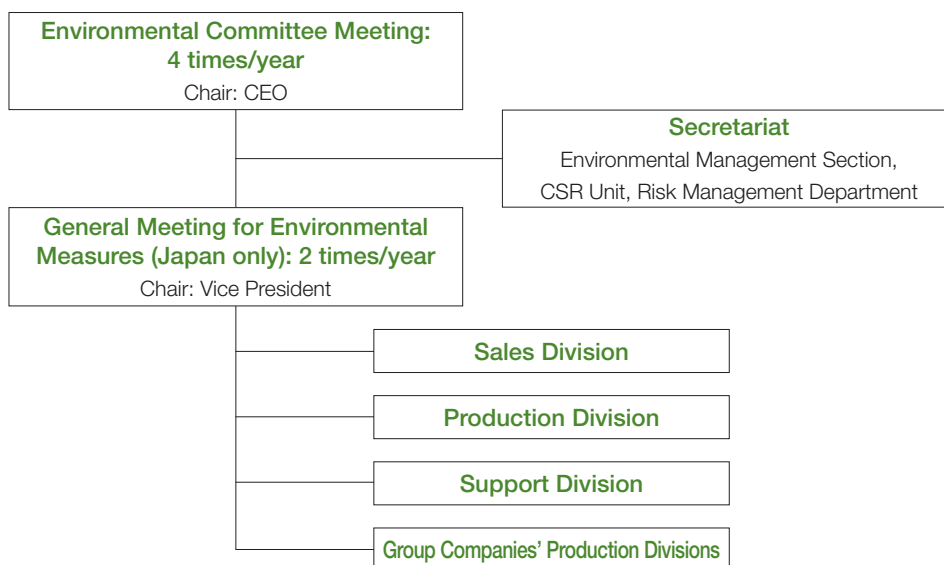 Environmental Committee Meeting:
4 times/year
Chair: CEO
Secretariat
Environmental Management Section,
CSR Unit, Risk Management Department
General Meeting for Environmental
Measures (Japan only): 2 times/year
Chair: Vice President
Sales Division
Production Division
Support Division
Group Companies’ Production Divisions